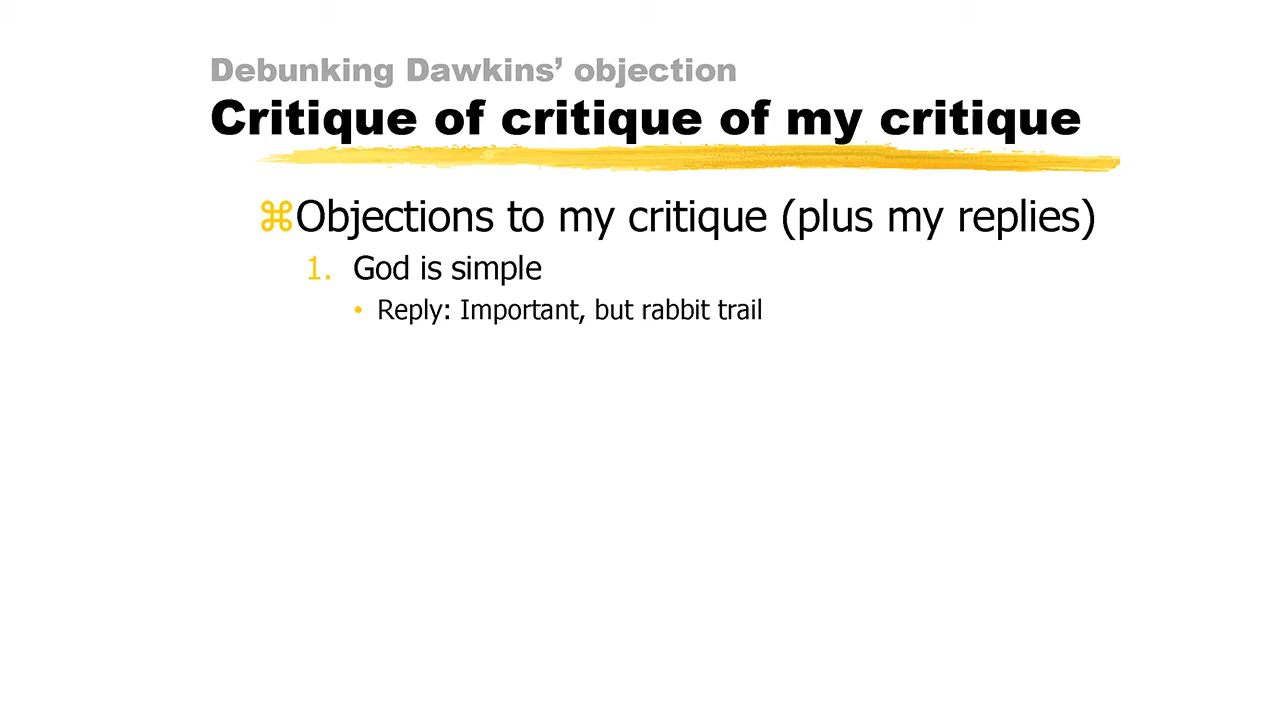 Debunking Dawkins’ objection
Critique of critique of my critique
⌘Objections to my critique (plus my replies)
1. God is simple
• Reply: Important, but rabbit trail